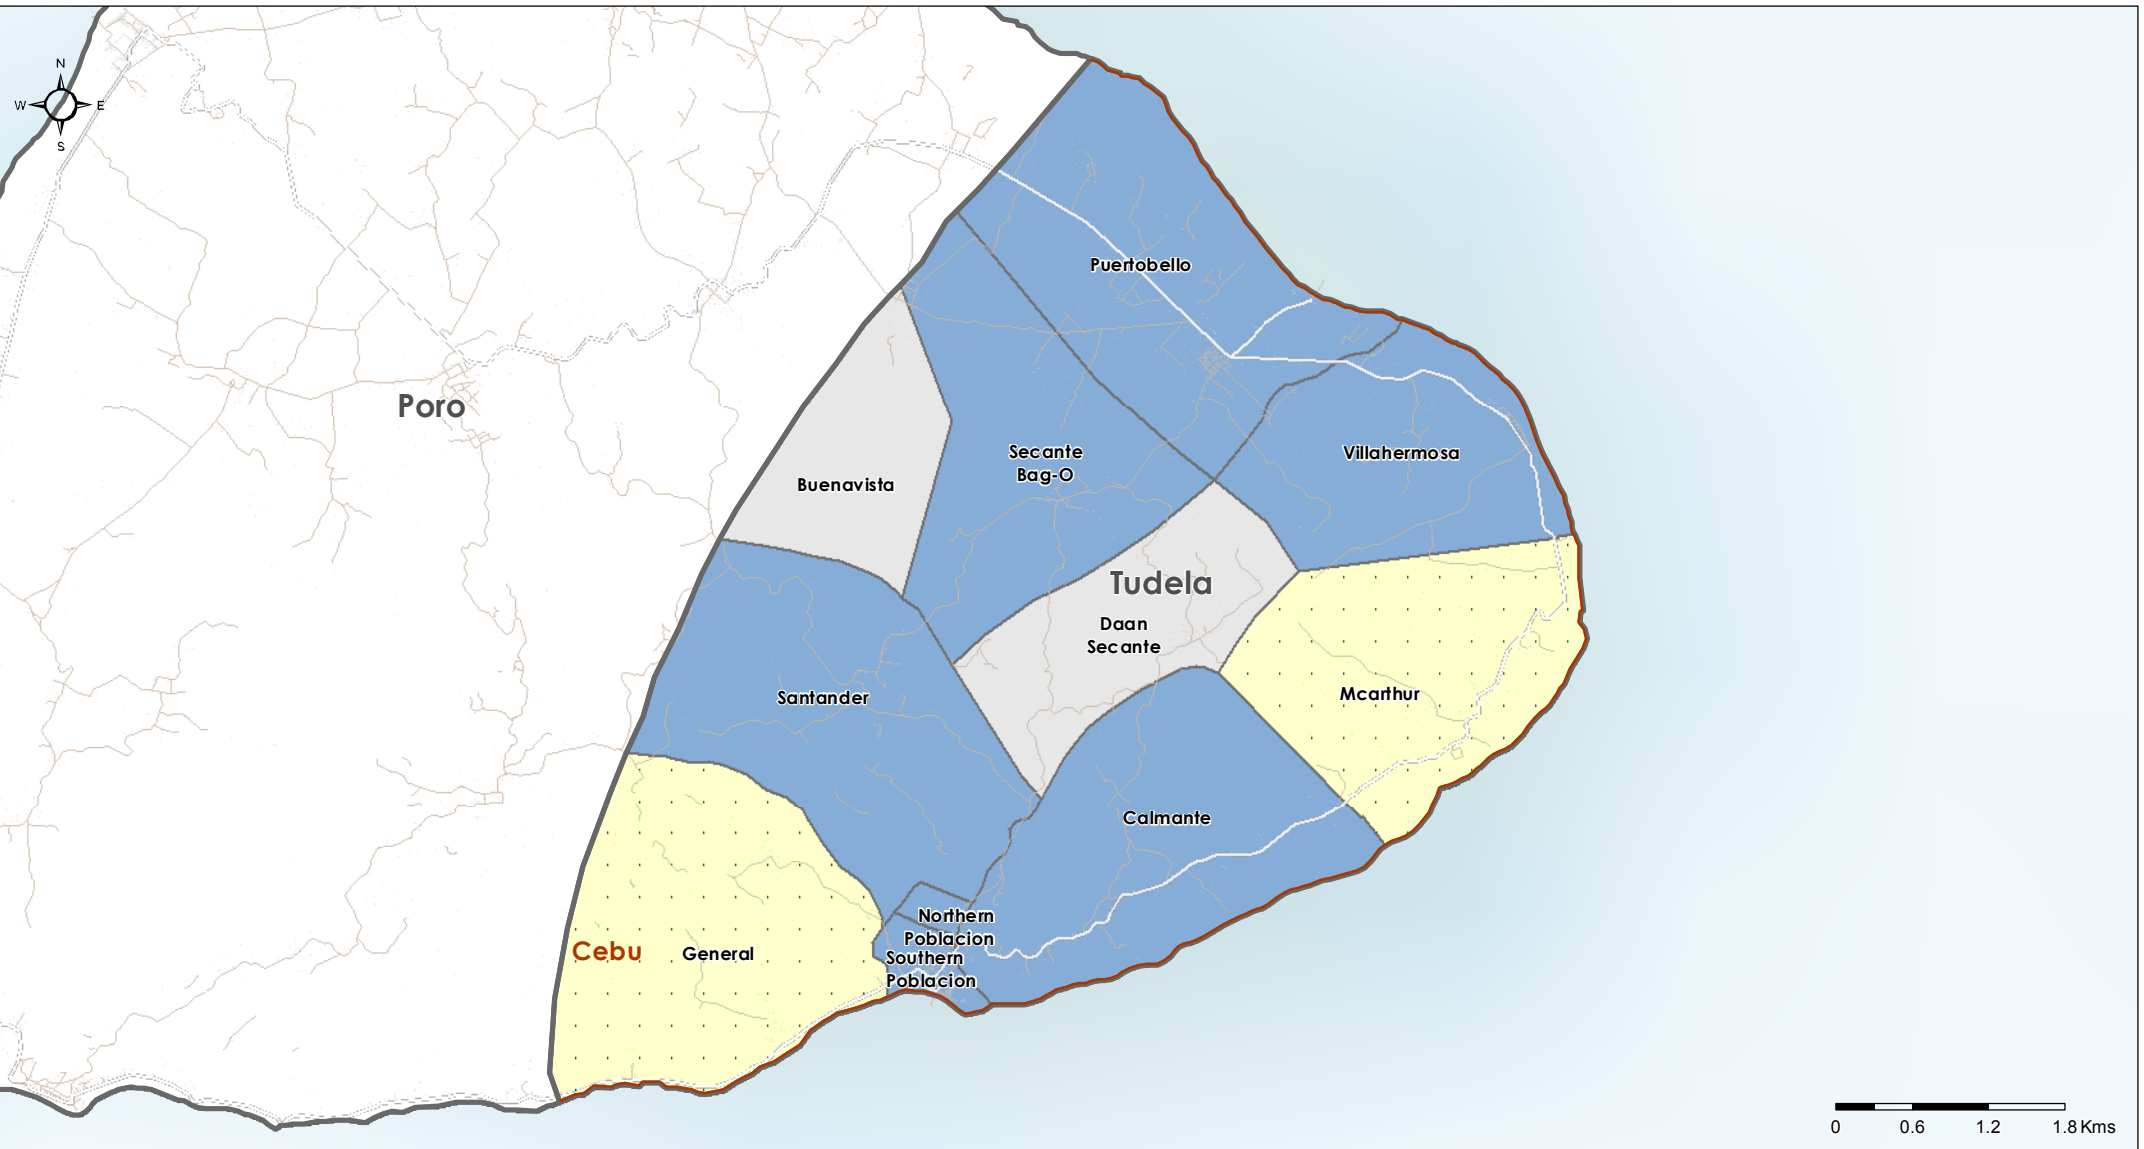 N
W E
S
Puertobello
Poro
Secante
Bag-O
Villahermosa
Buenavista
Tudela
Daan
Secante
Santander
Mcarthur
Calmante
Northern
Poblacion
Cebu
General
Southern
Poblacion
0 0.6 1.2 1.8 Kms